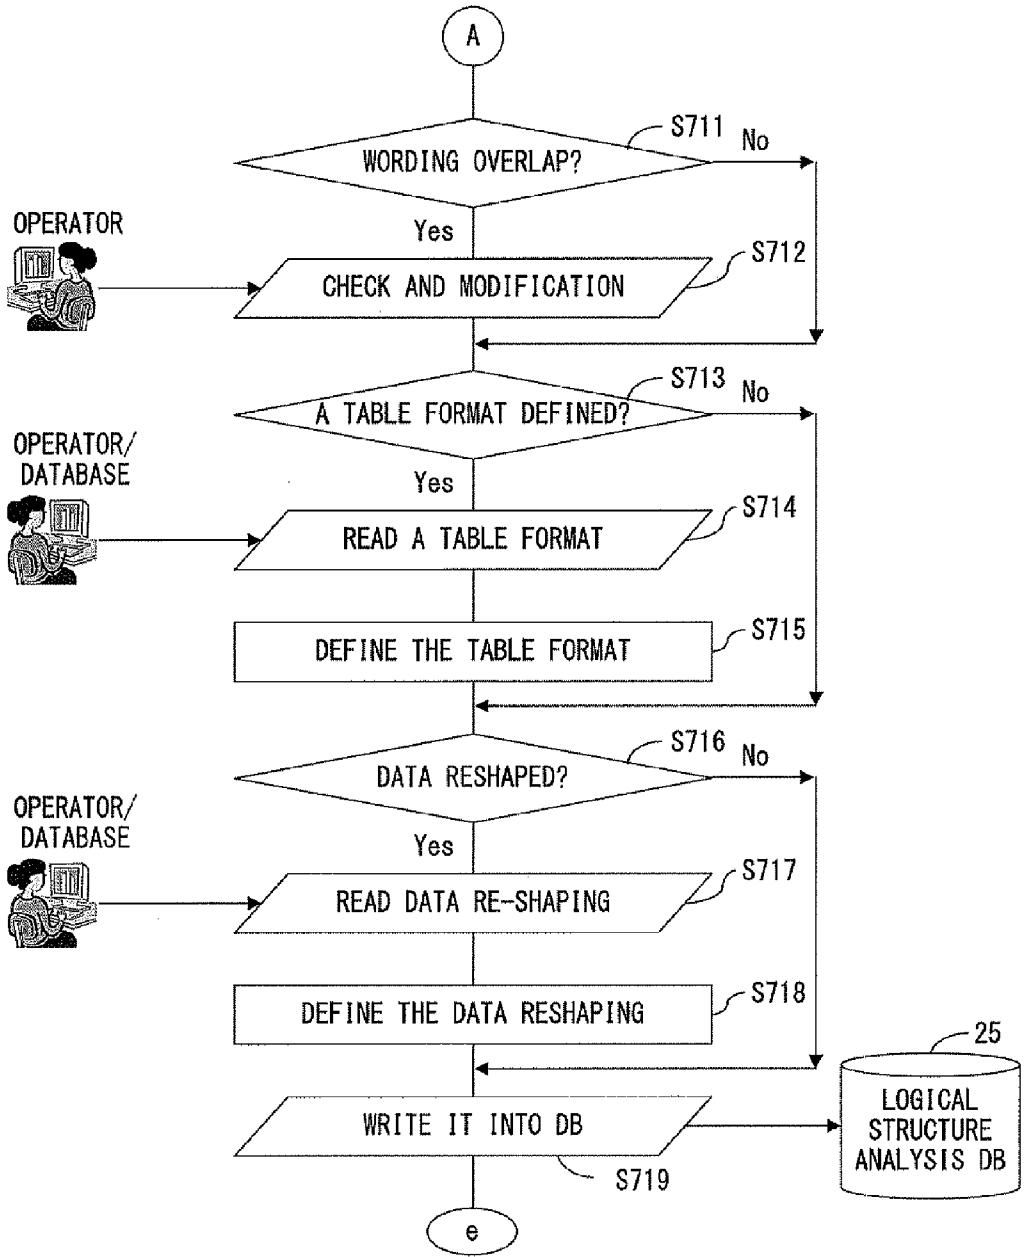 A
S711
No
WORDING OVERLAP?
OPERATOR
Yes
S712
CHECK AND MODIFICATION
S713
No
A TABLE FORMAT DEFINED?
OPERATOR/
DATABASE
Yes
S714
READ A TABLE FORMAT
S715
DEFINE THE TABLE FORMAT
S716
No
DATA RESHAPED?
OPERATOR/
DATABASE
Yes
S717
READ DATA RE-SHAPING
S718
DEFINE THE DATA RESHAPING
25
LOGICAL
STRUCTURE
ANALYSIS DB
WRITE IT INTO DB
S719
e